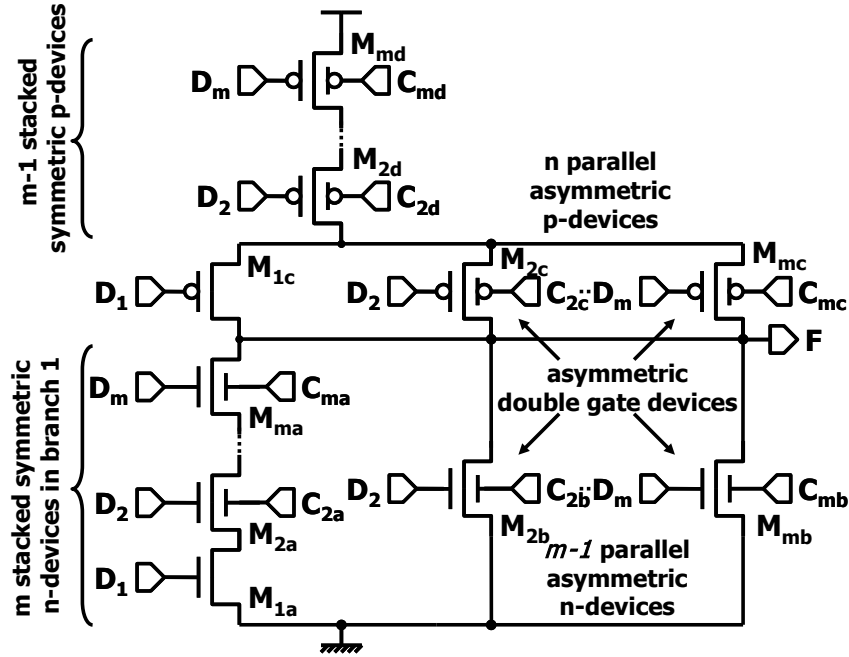 m-1 stacked
symmetric p-devices
M_md
D_m
C_md
M_2d
D_2
C_2d
n parallel
asymmetric
p-devices
M_1c
M_2c
M_mc
D_1
D_2
C_2c
..
D_m
C_mc
F
m stacked symmetric
n-devices in branch 1
D_m
C_ma
M_ma
asymmetric
double gate devices
D_2
C_2a
M_2a
D_2
C_2b
..
D_m
C_mb
M_2b
M_mb
D_1
M_1a
m-1 parallel
asymmetric
n-devices